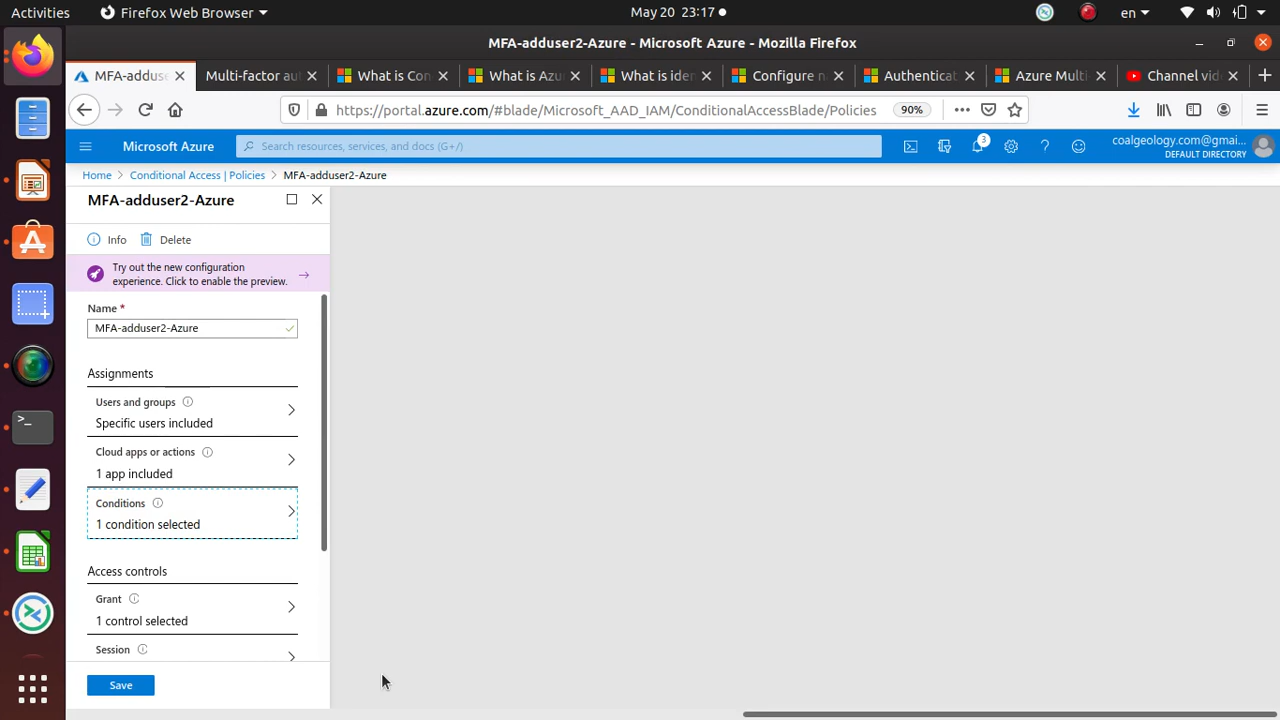 Activities
Firefox Web Browser
May 20 23:17
en
MFA-adduser2-Azure - Microsoft Azure - Mozilla Firefox
MFA-adduse
Multi-factor au
What is Con
What is Azu
What is iden
Configure n
Authenticat
Azure Multi
Channel vid
https://portal.azure.com/#blade/Microsoft_AAD_IAM/ConditionalAccessBlade/Policies
90%
Microsoft Azure
Search resources, services, and docs (G+/)
3
coalgeology.com@gmai...
DEFAULT DIRECTORY
Home > Conditional Access | Policies > MFA-adduser2-Azure
MFA-adduser2-Azure
Info
Delete
Try out the new configuration
experience. Click to enable the preview.
Name *
MFA-adduser2-Azure
Assignments
Users and groups
Specific users included
Cloud apps or actions
1 app included
Conditions
1 condition selected
Access controls
Grant
1 control selected
Session
Save